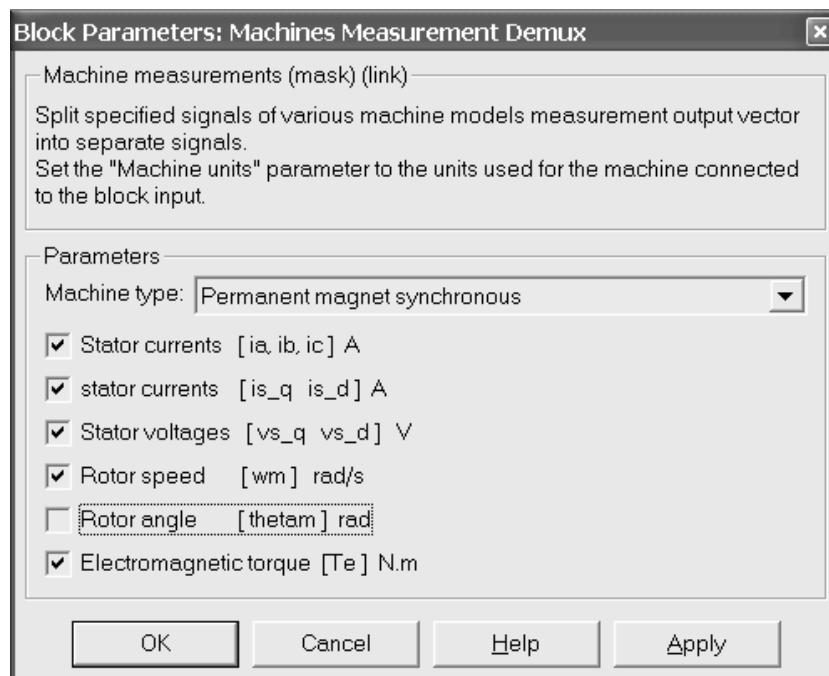 Block Parameters: Machines Measurement Demux
Machine measurements (mask) (link)
Split specified signals of various machine models measurement output vector
into separate signals.
Set the "Machine units" parameter to the units used for the machine connected
to the block input.
Parameters
Machine type: Permanent magnet synchronous
Stator currents [ ia, ib, ic ] A
stator currents [ is_q is_d ] A
Stator voltages [ vs_q vs_d ] V
Rotor speed [ wm ] rad/s
Rotor angle [ thetam ] rad
Electromagnetic torque [Te ] N.m
OK Cancel Help Apply